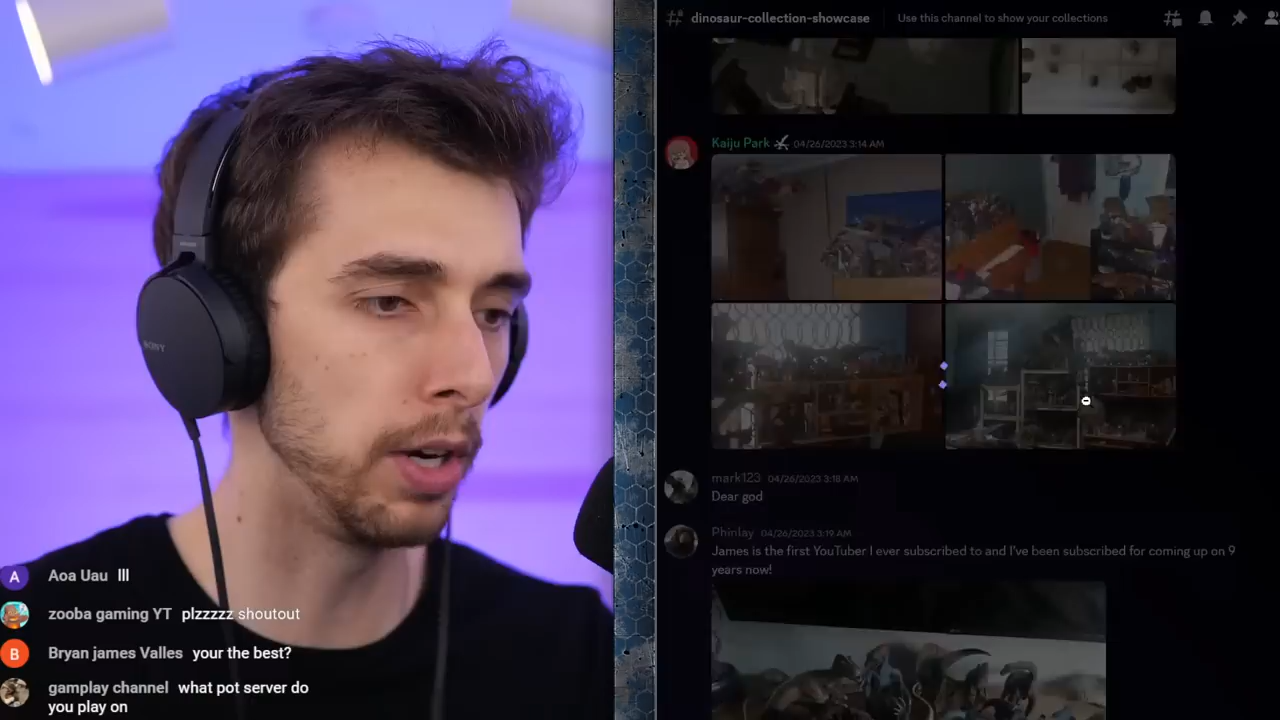 dinosaur-collection-showcase
Use this channel to show your collections
Kaiju Park 04/26/2023 3:14 AM
mark123 04/26/2023 3:18 AM
Dear god
Phinlay 04/26/2023 3:19 AM
James is the first YouTuber I ever subscribed to and I've been subscribed for coming up on 9
years now!
SONY
A Aoa Uau lll
zooba gaming YT plzzzzz shoutout
B Bryan james Valles your the best?
gamplay channel what pot server do
you play on